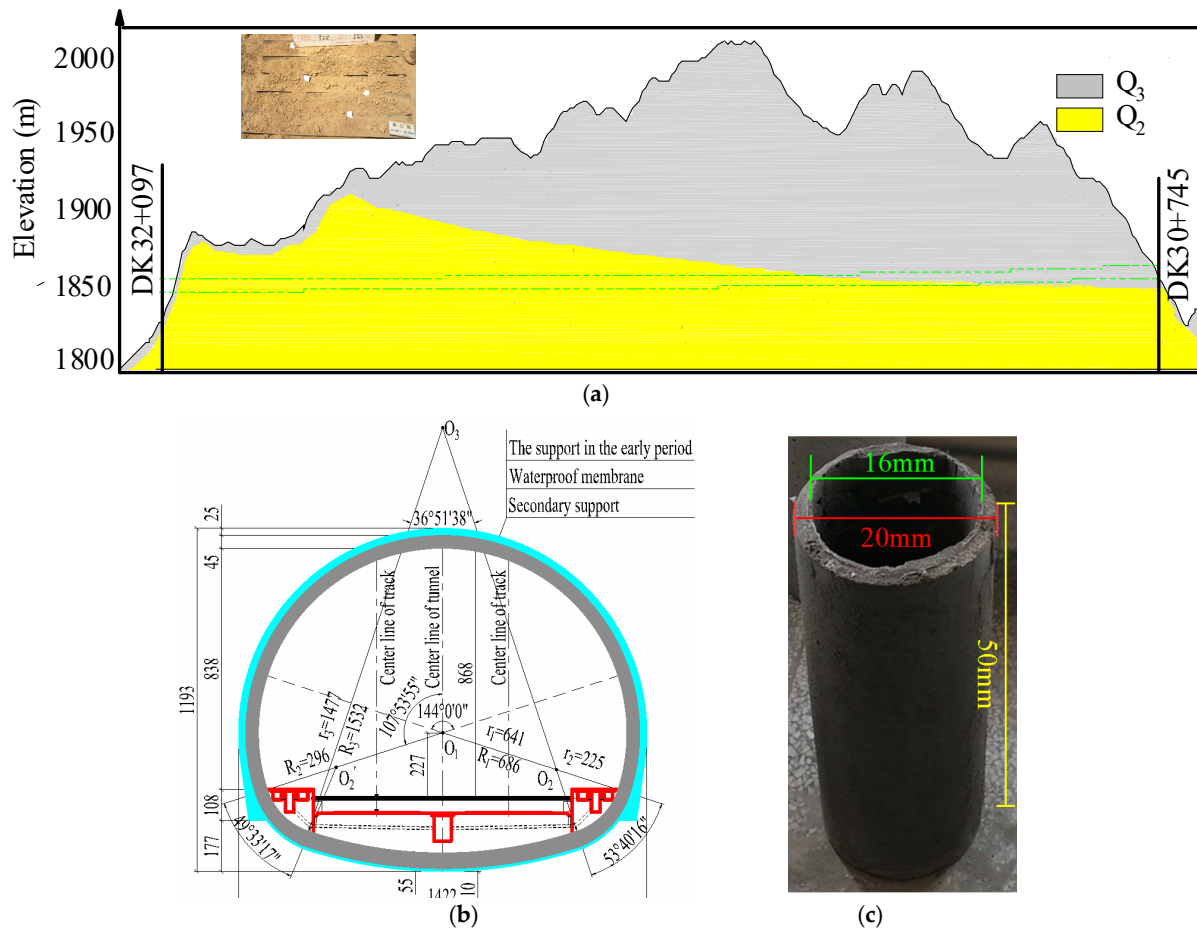 2000
1950
1900
1850
1800
Elevation (m)
DK32+097
DK30+745
Q3
Q2
(a)
O3
The support in the early period
Waterproof membrane
Secondary support
36°51'38"
25
45
838
1193
108
177
Center line of track
Center line of tunnel
Center line of track
868
107°53'55"
144°0'0"
r3=1477
R3=1532
R2=296
O1
r1=641
R1=686
r2=225
O2'
O2
227
49°33'17"
53°40'16"
55
1422
10
(b)
16mm
20mm
50mm
(c)